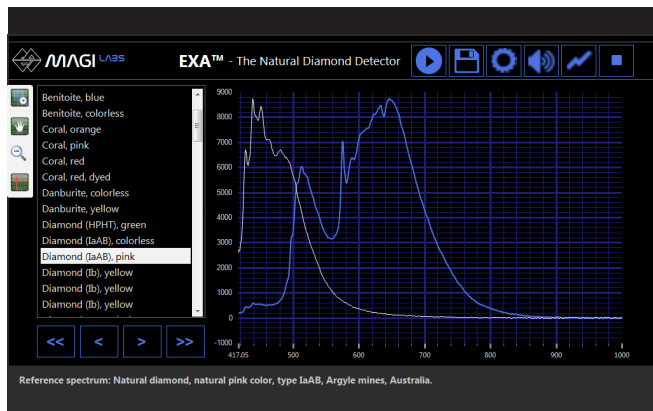 MAGI LABS
EXA™ - The Natural Diamond Detector
Benitoite, blue
Benitoite, colorless
Coral, orange
Coral, pink
Coral, red
Coral, red, dyed
Danburite, colorless
Danburite, yellow
Diamond (HPHT), green
Diamond (IaAB), colorless
Diamond (IaAB), pink
Diamond (Ib), yellow
Diamond (Ib), yellow
Diamond (Ib), yellow
<< < > >>
9000
8000
7000
6000
5000
4000
3000
2000
1000
0
-1000
417.05 500 600 700 800 900 1000
Reference spectrum: Natural diamond, natural pink color, type IaAB, Argyle mines, Australia.